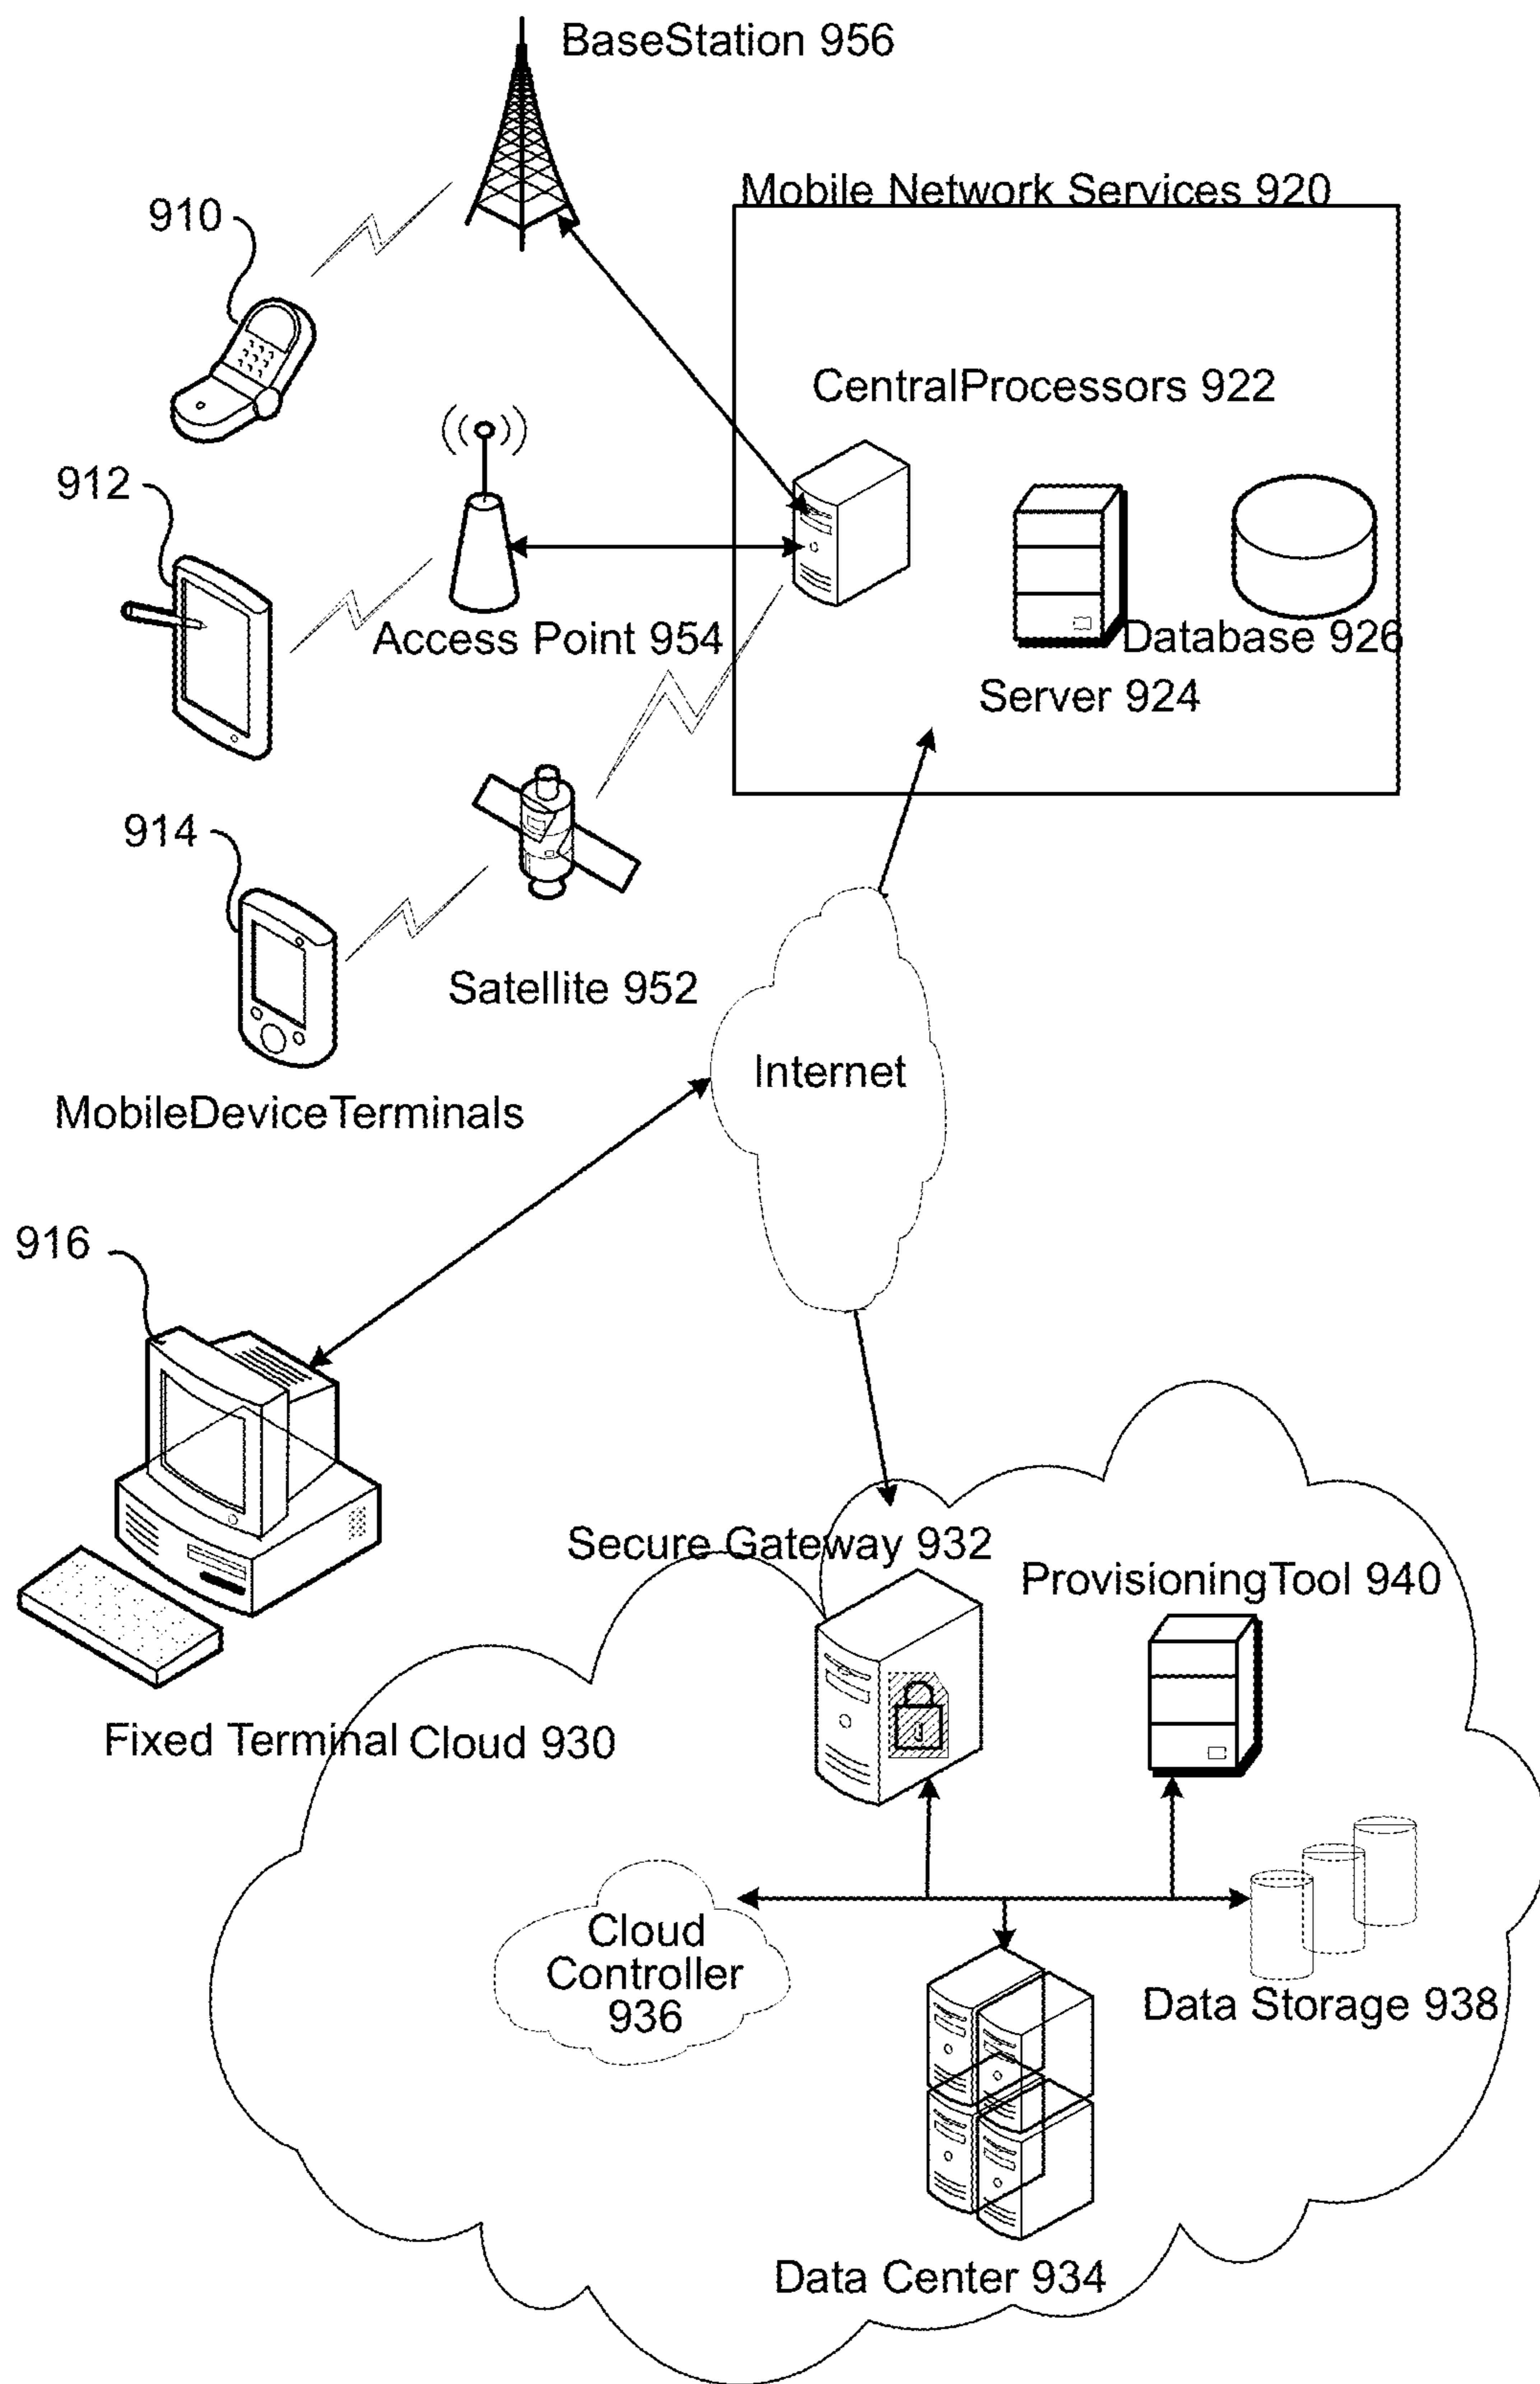 BaseStation 956
Mobile Network Services 920
910
CentralProcessors 922
912
Access Point 954
Database 926
Server 924
914
Satellite 952
Internet
MobileDeviceTerminals
916
Secure Gateway 932
ProvisioningTool 940
Fixed Terminal Cloud 930
Cloud
Controller
936
Data Storage 938
Data Center 934